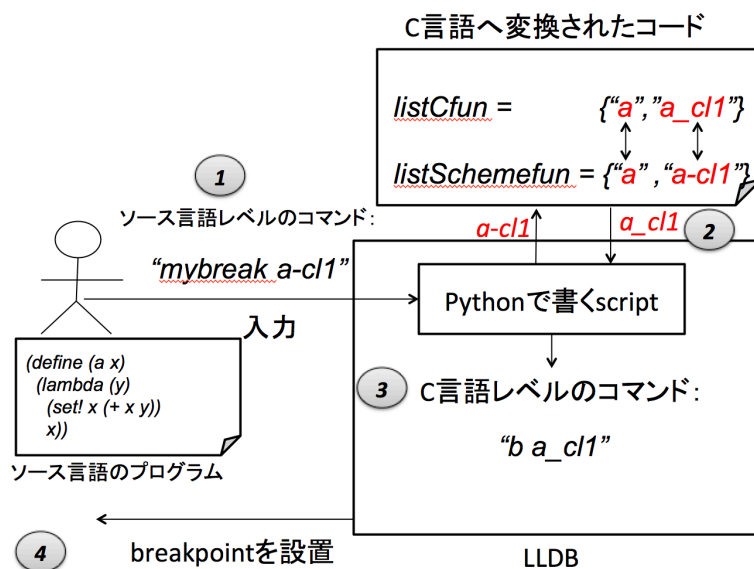 C言語へ変換されたコード
listCfun = {“a”,”a_cl1”}
listSchemefun = {“a” ,“a-cl1”}
1
ソース言語レベルのコマンド:
“mybreak a-cl1”
入力
a-cl1
a_cl1
2
Pythonで書くscript
(define (a x)
(lambda (y)
(set! x (+ x y))
x))
ソース言語のプログラム
3
C言語レベルのコマンド:
“b a_cl1”
4
breakpointを設置
LLDB